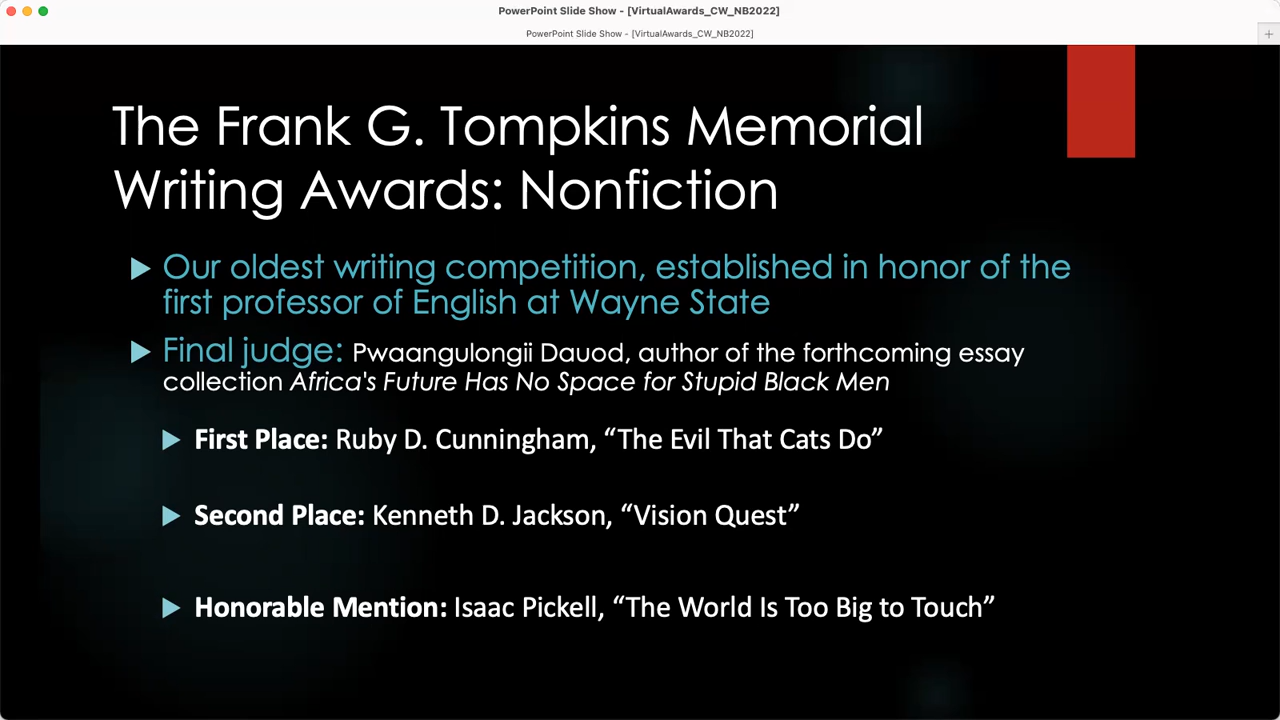 PowerPoint Slide Show - [VirtualAwards_CW_NB2022]
PowerPoint Slide Show - [VirtualAwards_CW_NB2022]
The Frank G. Tompkins Memorial
Writing Awards: Nonfiction
Our oldest writing competition, established in honor of the
first professor of English at Wayne State
Final judge: Pwaangulongii Dauod, author of the forthcoming essay
collection Africa's Future Has No Space for Stupid Black Men
First Place: Ruby D. Cunningham, “The Evil That Cats Do”
Second Place: Kenneth D. Jackson, “Vision Quest”
Honorable Mention: Isaac Pickell, “The World Is Too Big to Touch”